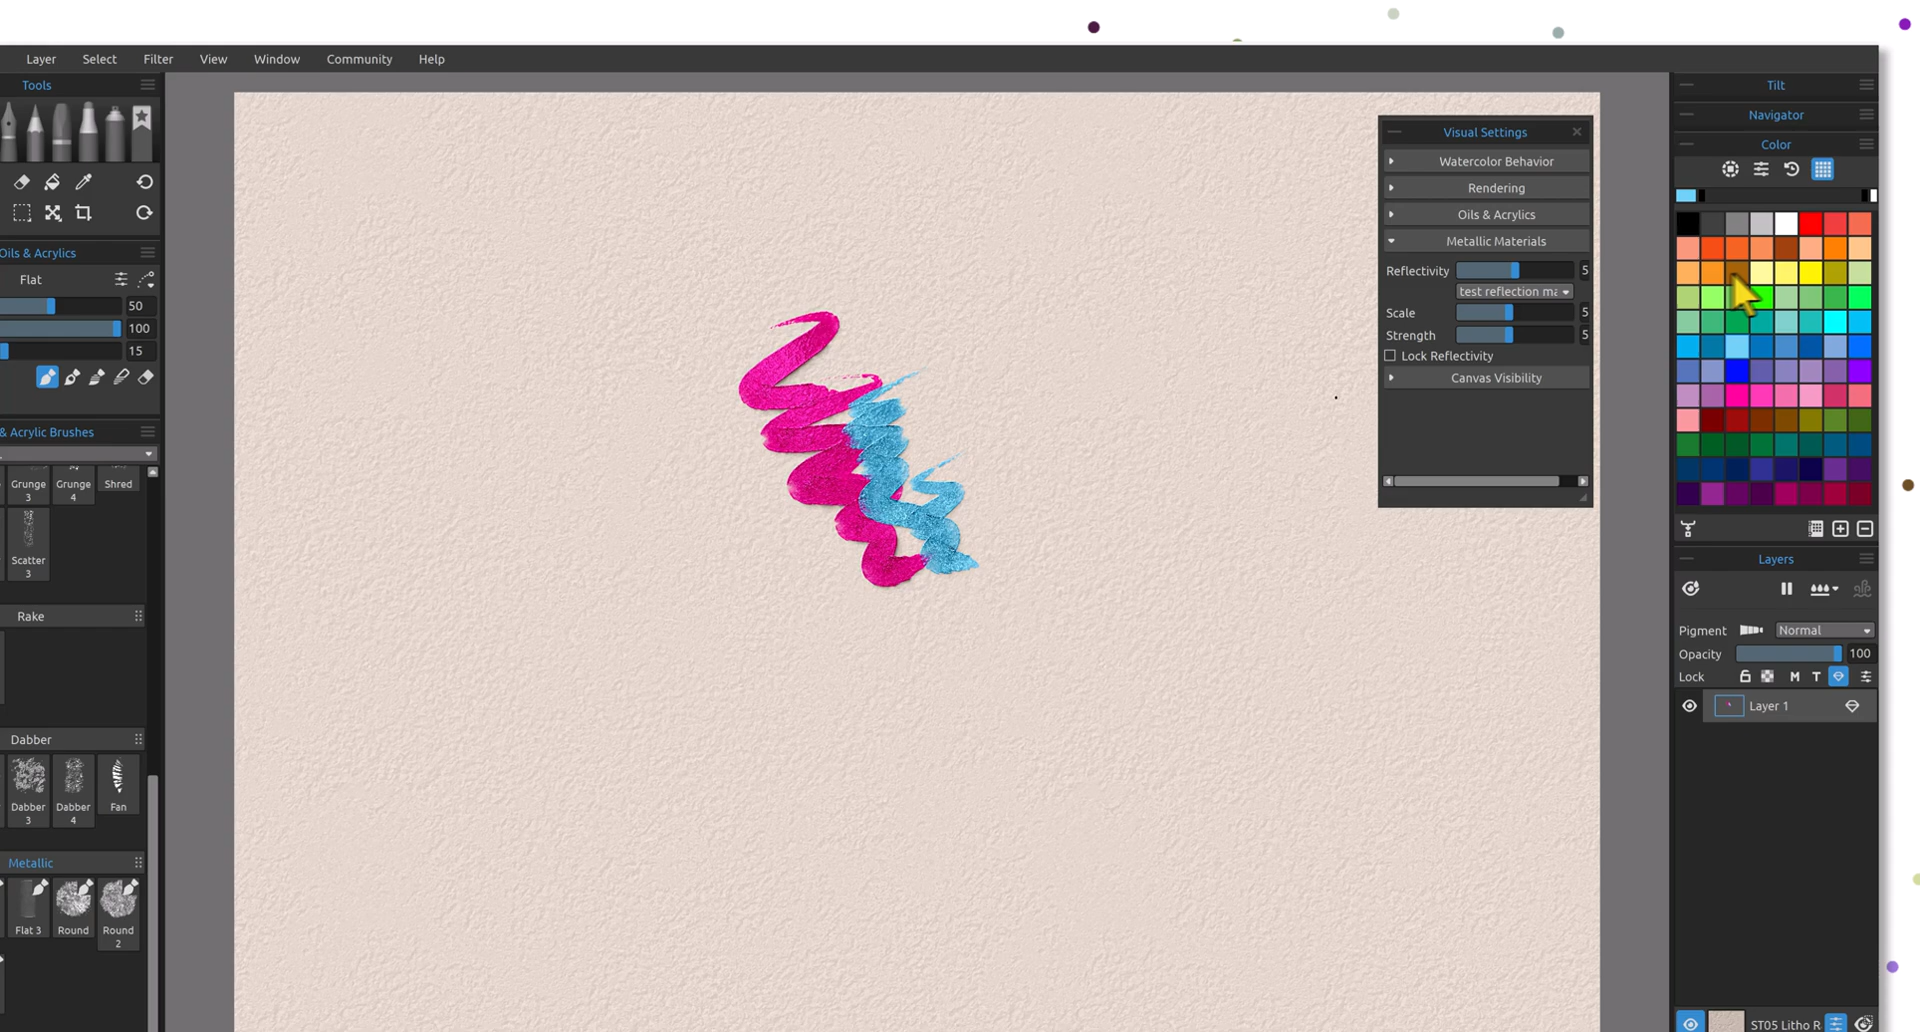 Layer Select Filter View Window Community Help
Tools
Oils & Acrylics
Flat
50
100
15
& Acrylic Brushes
Grunge 3
Grunge 4
Shred
Scatter 3
Rake
Dabber
Dabber 3
Dabber 4
Fan
Metallic
Flat 3
Round
Round 2
Visual Settings
Watercolor Behavior
Rendering
Oils & Acrylics
Metallic Materials
Reflectivity 5
test reflection ma
Scale 5
Strength 5
Lock Reflectivity
Canvas Visibility
Tilt
Navigator
Color
Layers
Pigment Normal
Opacity 100
Lock M T
Layer 1
ST05 Litho R